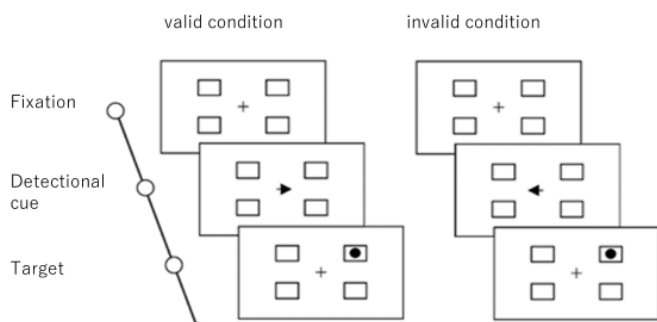 valid condition
invalid condition
Fixation
Detectional
cue
Target